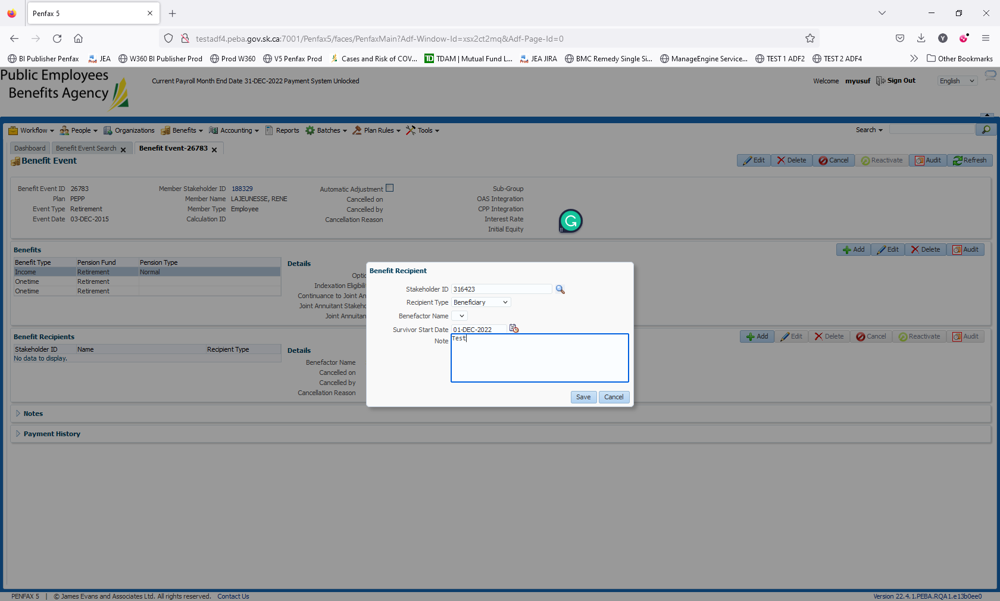 Penfax 5
testadf4.peba.gov.sk.ca:7001/Penfax5/faces/PenfaxMain?Adf-Window-Id=xsx2ct2mq&Adf-Page-Id=0
BI Publisher Penfax JEA W360 BI Publisher Prod Prod W360 V5 Penfax Prod Cases and Risk of COV... TDAM | Mutual Fund L... JEA JIRA BMC Remedy Single Si... ManageEngine Service... TEST 1 ADF2 TEST 2 ADF4 Other Bookmarks
Public Employees
Benefits Agency
Current Payroll Month End Date 31-DEC-2022 Payment System Unlocked
Welcome myusuf Sign Out English
Workflow People Organizations Benefits Accounting Reports Batches Plan Rules Tools Search
Dashboard Benefit Event Search Benefit Event-26783
Benefit Event
Edit Delete Cancel Reactivate Audit Refresh
Benefit Event ID 26783 Member Stakeholder ID 188329 Automatic Adjustment Sub-Group
Plan PEPP Member Name LAJEUNESSE, RENE Cancelled on OAS Integration
Event Type Retirement Member Type Employee Cancelled by CPP Integration
Event Date 03-DEC-2015 Calculation ID Cancellation Reason Interest Rate
Initial Equity
Benefits
Add Edit Delete Audit
Benefit Type Pension Fund Pension Type
Income Retirement Normal
Onetime Retirement
Onetime Retirement
Details
Optio
Indexation Eligibili
Continuance to Joint An
Joint Annuitant Stakeho
Joint Annuitan
Benefit Recipient
Stakeholder ID 316423
Recipient Type Beneficiary
Benefactor Name
Survivor Start Date 01-DEC-2022
Note Test
Save Cancel
Benefit Recipients
Add Edit Delete Cancel Reactivate Audit
Stakeholder ID Name Recipient Type
No data to display.
Details
Benefactor Name
Cancelled on
Cancelled by
Cancellation Reason
Notes
Payment History
PENFAX 5 | © James Evans and Associates Ltd. All rights reserved. Contact Us
Version 22.4.1.PEBA.RQA1.e13b0ee0